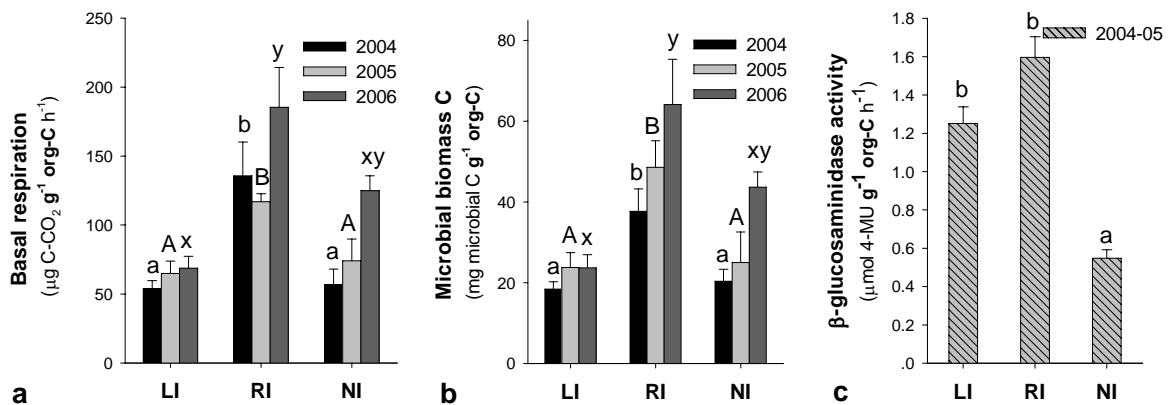 Basal respiration
(µg C-CO₂ g⁻¹ org-C h⁻¹)
250
200
150
100
50
0
2004
2005
2006
a
A
x
b
B
y
a
A
xy
LI
RI
NI
a
Microbial biomass C
(mg microbial C g⁻¹ org-C)
80
60
40
20
0
2004
2005
2006
a
A
x
b
B
y
a
A
xy
LI
RI
NI
b
β-glucosaminidase activity
(µmol 4-MU g⁻¹ org-C h⁻¹)
1.8
1.6
1.4
1.2
1.0
.8
.6
.4
.2
.0
2004-05
b
b
a
LI
RI
NI
c